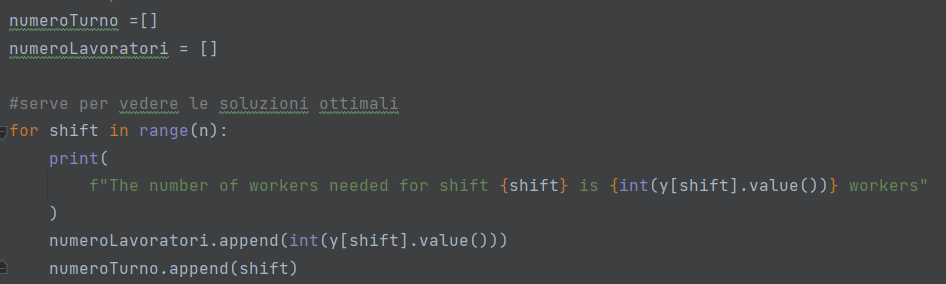 numeroTurno =[]
numeroLavoratori = []
#serve per vedere le soluzioni ottimali
for shift in range(n):
    print(
        f"The number of workers needed for shift {shift} is {int(y[shift].value())} workers"
    )
    numeroLavoratori.append(int(y[shift].value()))
    numeroTurno.append(shift)